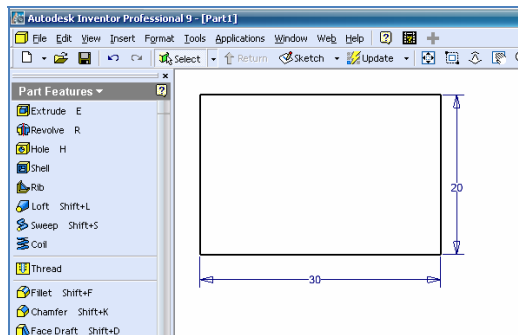 Autodesk Inventor Professional 9 - [Part1]
File Edit View Insert Format Tools Applications Window Web Help
Select Return Sketch Update
Part Features
Extrude E
Revolve R
Hole H
Shell
Rib
Loft Shift+L
Sweep Shift+S
Coil
Thread
Fillet Shift+F
Chamfer Shift+K
Face Draft Shift+D
20
30